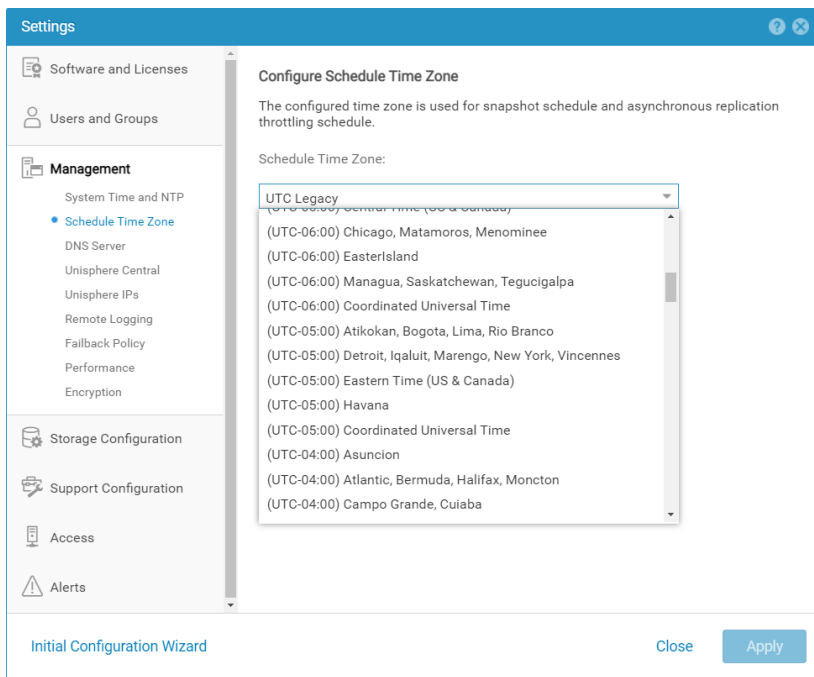 Settings
Software and Licenses
Users and Groups
Management
System Time and NTP
Schedule Time Zone
DNS Server
Unisphere Central
Unisphere IPs
Remote Logging
Failback Policy
Performance
Encryption
Storage Configuration
Support Configuration
Access
Alerts
Configure Schedule Time Zone
The configured time zone is used for snapshot schedule and asynchronous replication
throttling schedule.
Schedule Time Zone:
UTC Legacy
(UTC-06:00) Central Time (US & Canada)
(UTC-06:00) Chicago, Matamoros, Menominee
(UTC-06:00) EasterIsland
(UTC-06:00) Managua, Saskatchewan, Tegucigalpa
(UTC-06:00) Coordinated Universal Time
(UTC-05:00) Atikokan, Bogota, Lima, Rio Branco
(UTC-05:00) Detroit, Iqaluit, Marengo, New York, Vincennes
(UTC-05:00) Eastern Time (US & Canada)
(UTC-05:00) Havana
(UTC-05:00) Coordinated Universal Time
(UTC-04:00) Asuncion
(UTC-04:00) Atlantic, Bermuda, Halifax, Moncton
(UTC-04:00) Campo Grande, Cuiaba
Initial Configuration Wizard
Close
Apply